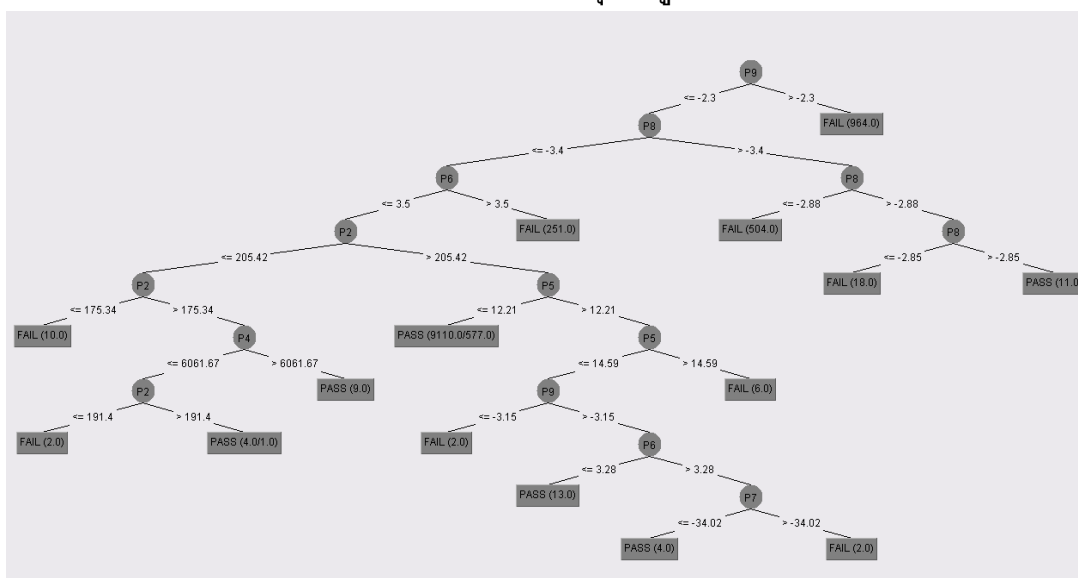 P9
<= -2.3 > -2.3
P8 FAIL (964.0)
<= -3.4 > -3.4
P6 P8
<= 3.5 > 3.5 <= -2.88 > -2.88
P2 FAIL (251.0) FAIL (504.0) P8
<= 205.42 > 205.42 <= -2.85 > -2.85
P2 P5 FAIL (18.0) PASS (11.0
<= 175.34 > 175.34 <= 12.21 > 12.21
FAIL (10.0) P4 PASS (9110.0/577.0) P5
<= 6061.67 > 6061.67 <= 14.59 > 14.59
P2 PASS (9.0) P9 FAIL (6.0)
<= 191.4 > 191.4 <= -3.15 > -3.15
FAIL (2.0) PASS (4.0/1.0) FAIL (2.0) P6
<= 3.28 > 3.28
PASS (13.0) P7
<= -34.02 > -34.02
PASS (4.0) FAIL (2.0)